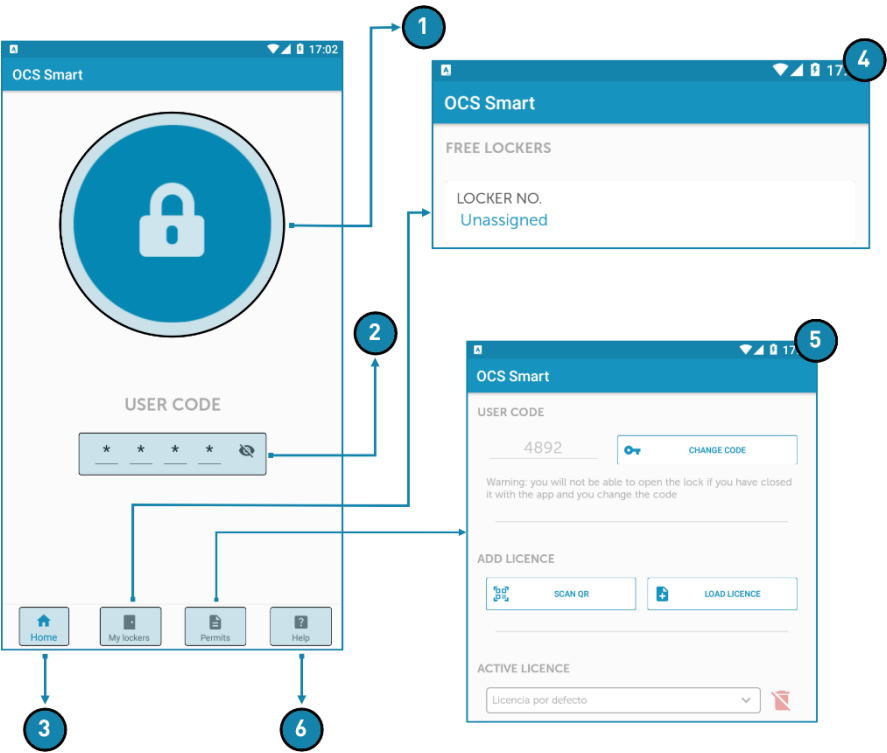 1
17:02
OCS Smart
USER CODE
* * * *
Home
My lockers
Permits
Help
2
3
6
4
17.
OCS Smart
FREE LOCKERS
LOCKER NO.
Unassigned
5
17
OCS Smart
USER CODE
4892
CHANGE CODE
Warning: you will not be able to open the lock if you have closed
it with the app and you change the code
ADD LICENCE
SCAN QR
LOAD LICENCE
ACTIVE LICENCE
Licencia por defecto